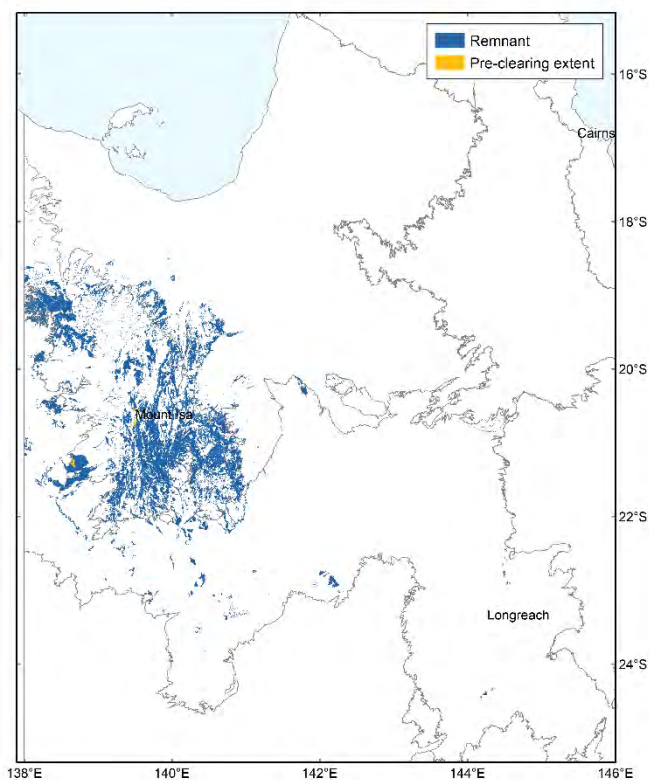 Remnant
Pre-clearing extent
16°S
Cairns
18°S
20°S
Mount Isa
22°S
Longreach
24°S
138°E 140°E 142°E 144°E 146°E